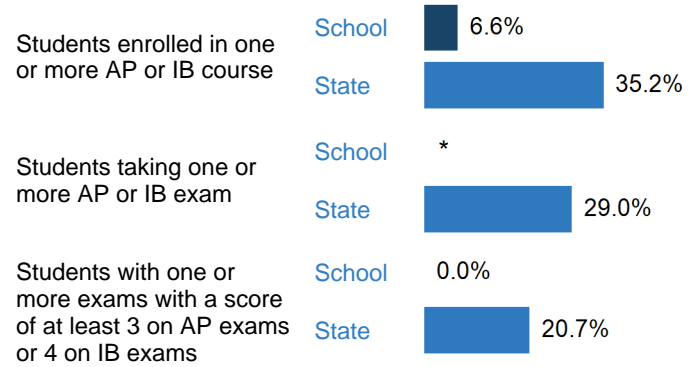 Students enrolled in one
or more AP or IB course
School 6.6%
State 35.2%
Students taking one or
more AP or IB exam
School *
State 29.0%
Students with one or
more exams with a score
of at least 3 on AP exams
or 4 on IB exams
School 0.0%
State 20.7%